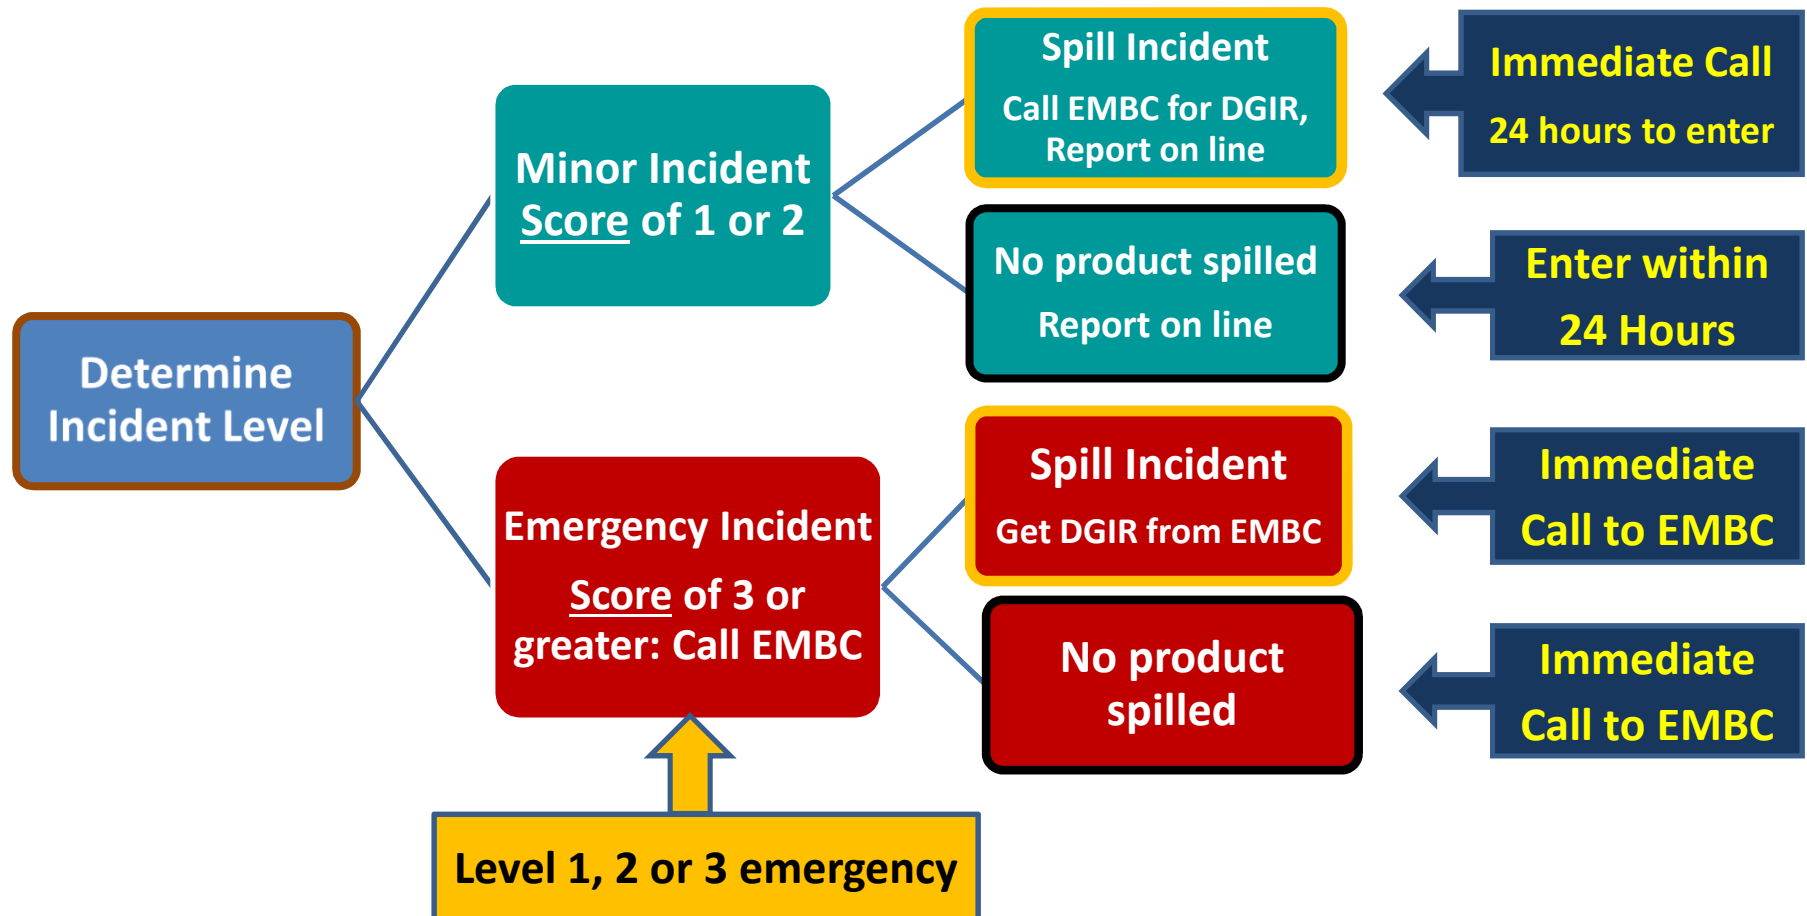 Determine
Incident Level
Minor Incident
Score of 1 or 2
Spill Incident
Call EMBC for DGIR,
Report on line
Immediate Call
24 hours to enter
No product spilled
Report on line
Enter within
24 Hours
Emergency Incident
Score of 3 or
greater: Call EMBC
Spill Incident
Get DGIR from EMBC
Immediate
Call to EMBC
No product
spilled
Immediate
Call to EMBC
Level 1, 2 or 3 emergency